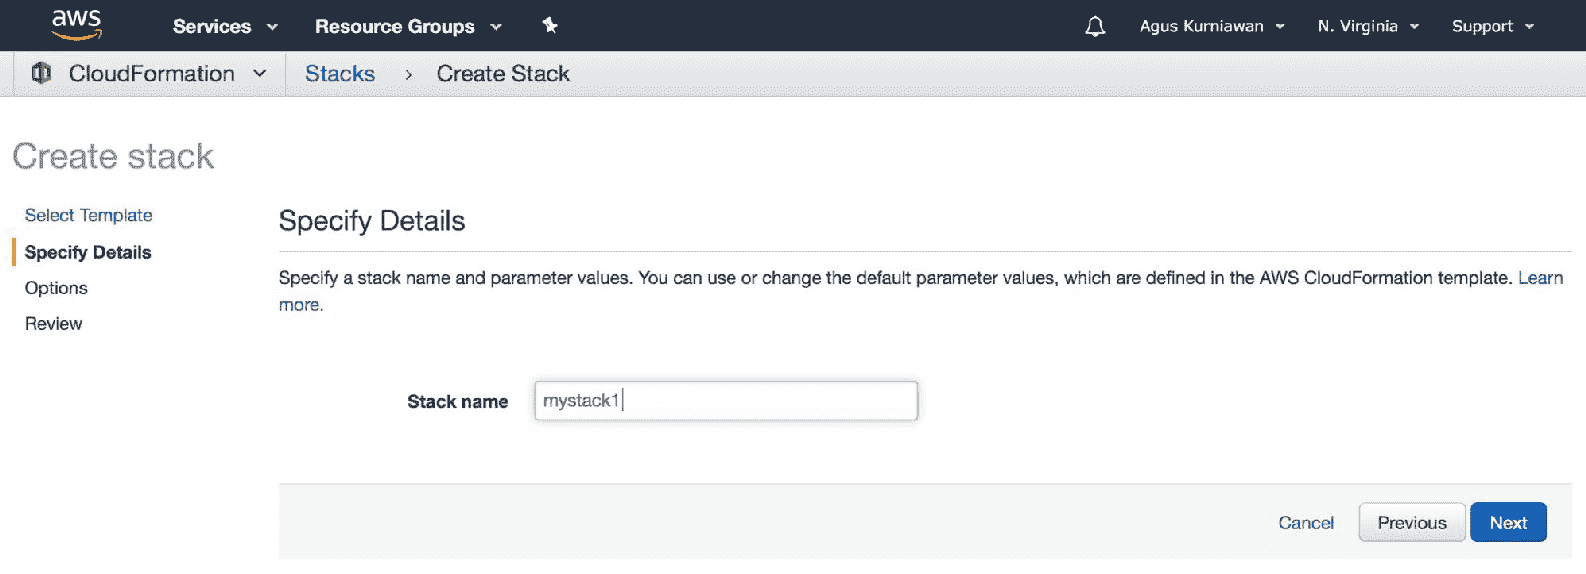 aws Services Resource Groups Agus Kurniawan N. Virginia Support
CloudFormation Stacks > Create Stack
Create stack
Select Template
Specify Details
Options
Review
Specify Details
Specify a stack name and parameter values. You can use or change the default parameter values, which are defined in the AWS CloudFormation template. Learn
more.
Stack name mystack1
Cancel Previous Next